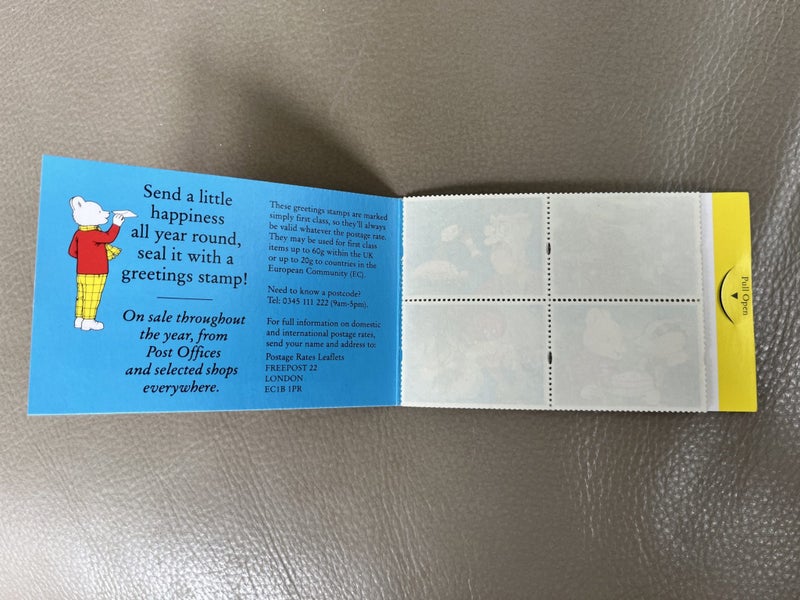 Send a little
happiness
all year round,
seal it with a
greetings stamp!
On sale throughout
the year, from
Post Offices
and selected shops
everywhere.
These greetings stamps are marked
simply first class, so they'll always
be valid whatever the postage rate.
They may be used for first class
items up to 60g within the UK
or up to 20g to countries in the
European Community (EC)
Need to know a postcode?
Tel: 0345 111 222 (9am-5pm).
For full information on domestic
and international postage rates,
send your name and address to:
Postage Rates Leaflets
FREEPOST 22
LONDON
EC1B 1PR
Pull Open